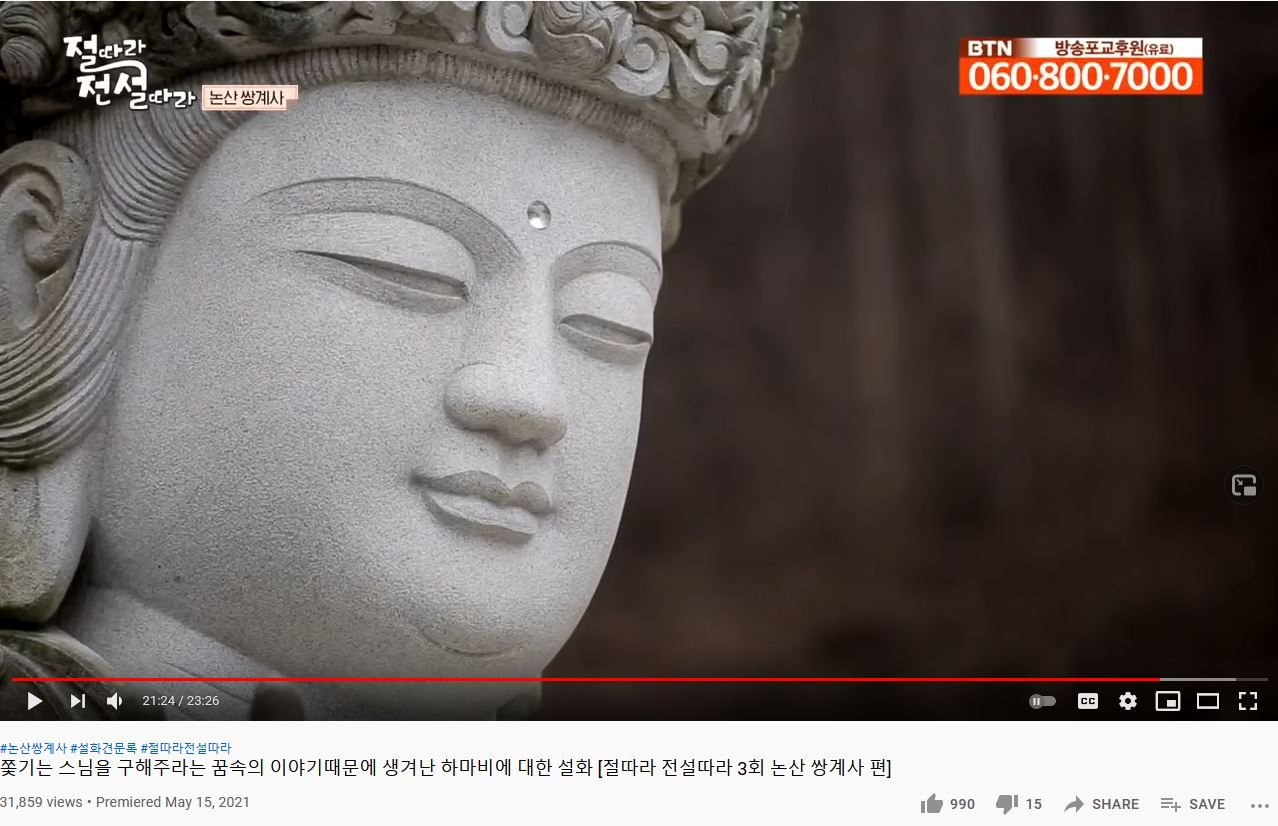 절따라
전설따라 논산 쌍계사
BTN 방송포교후원(유료)
060·800·7000
21:24 / 23:26
CC
#논산쌍계사 #설화견문록 #절따라전설따라
쫓기는 스님을 구해주라는 꿈속의 이야기때문에 생겨난 하마비에 대한 설화 [절따라 전설따라 3회 논산 쌍계사 편]
31,859 views • Premiered May 15, 2021
990 15 SHARE SAVE